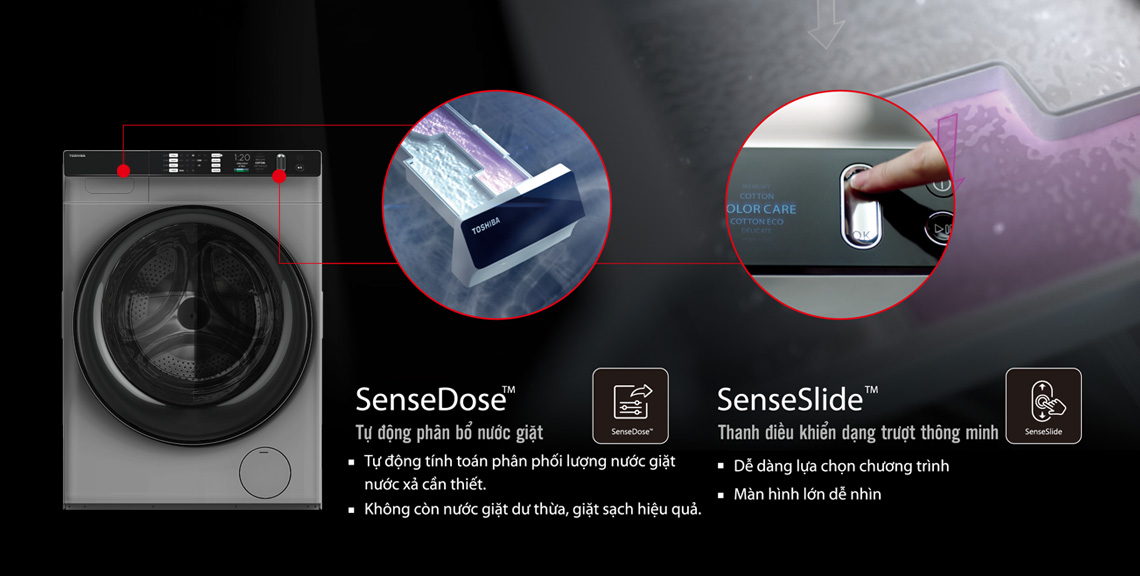 TOSHIBA
1:20
TOSHIBA
MEMORY
COTTON
OLOR CARE
COTTON ECO
DELICATE
OK
SenseDose™
Tự động phân bổ nước giặt
SenseDose™
Tự động tính toán phân phối lượng nước giặt
nước xả cần thiết.
Không còn nước giặt dư thừa, giặt sạch hiệu quả.
SenseSlide™
Thanh điều khiển dạng trượt thông minh
SenseSlide
Dễ dàng lựa chọn chương trình
Màn hình lớn dễ nhìn